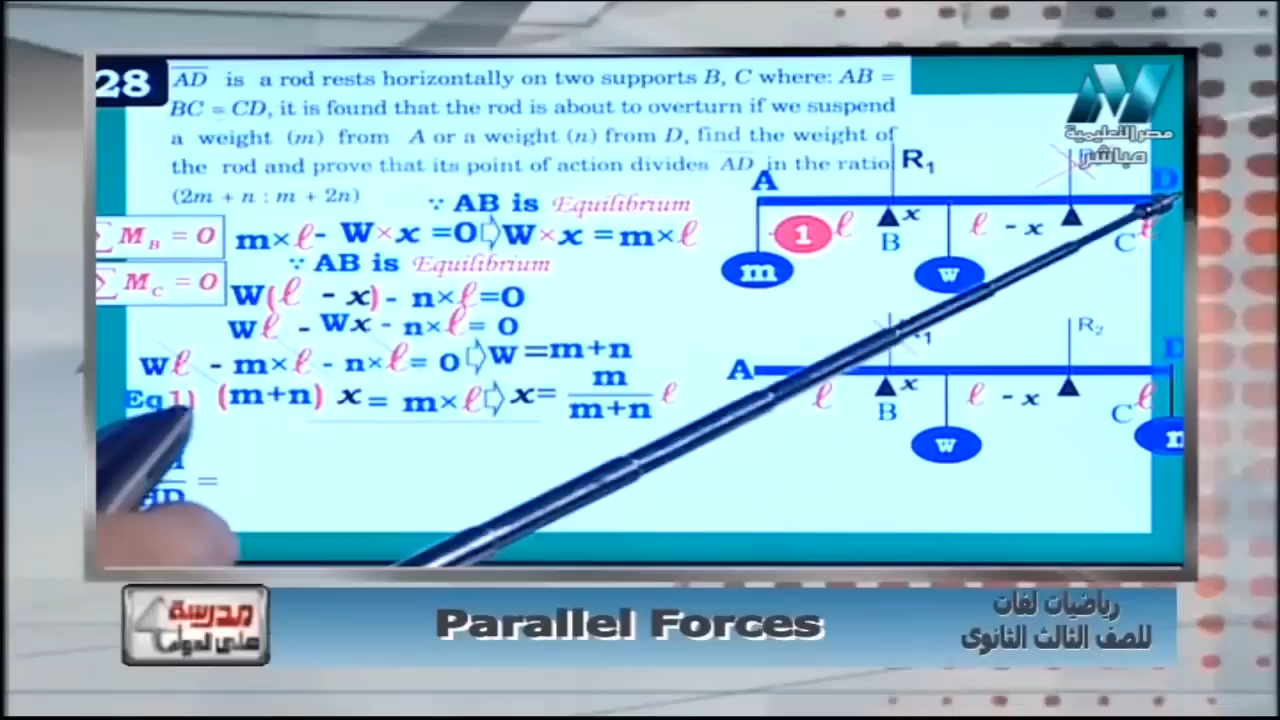 28
AD is a rod rests horizontally on two supports B, C where: AB =
BC = CD, it is found that the rod is about to overturn if we suspend
a weight (m) from A or a weight (n) from D, find the weight of
the rod and prove that its point of action divides AD in the ratio
(2m + n : m + 2n)
∵ AB is Equilibrium
∑ M_B = 0
m×ℓ - W×x = 0 ⇨ W×x = m×ℓ
∵ AB is Equilibrium
∑ M_C = 0
W(ℓ - x) - n×ℓ=0
Wℓ - Wx - n×ℓ= 0
Wℓ - m×ℓ - n×ℓ= 0 ⇨ W =m+n
Eq1) (m+n) x = m×ℓ ⇨ x= m/m+n ℓ
=
A R₁ D
1 ℓ x ℓ - x ℓ
B C
m w
A R₂ D
ℓ x ℓ - x ℓ
B C
w n
مصر التعليمية
مباشر
مدرسة
على الهواء
Parallel Forces
رياضيات لغات
للصف الثالث الثانوى